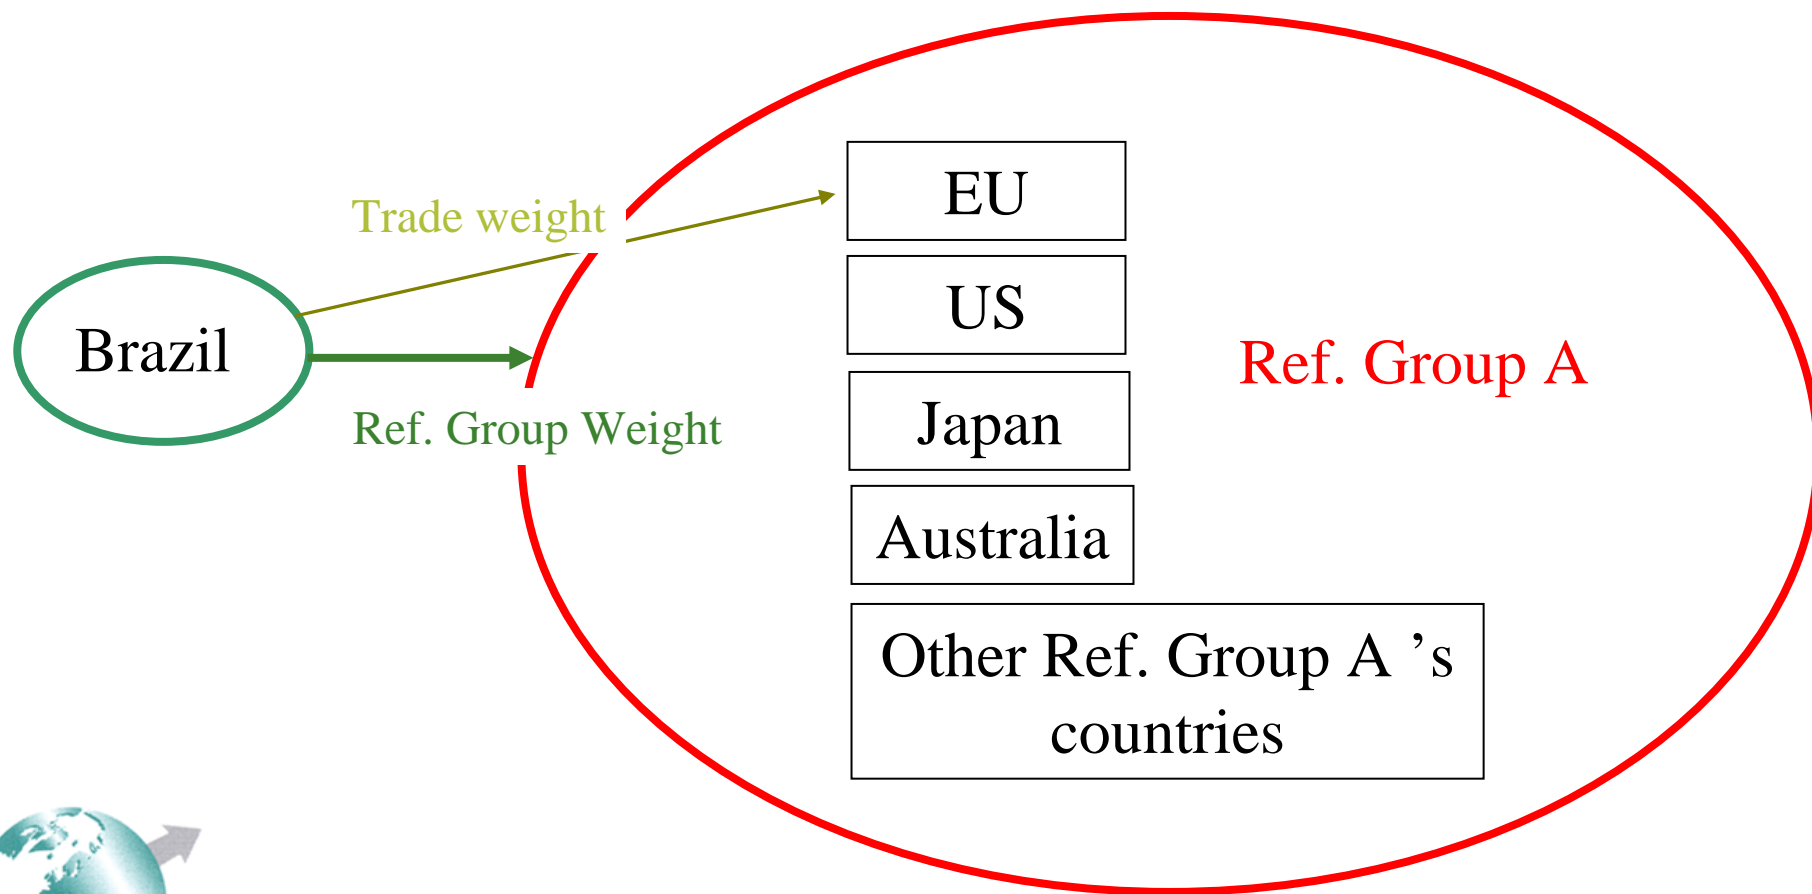 EU
Trade weight
US
Brazil
Ref. Group A
Japan
Ref. Group Weight
Australia
Other Ref. Group A ’s
countries